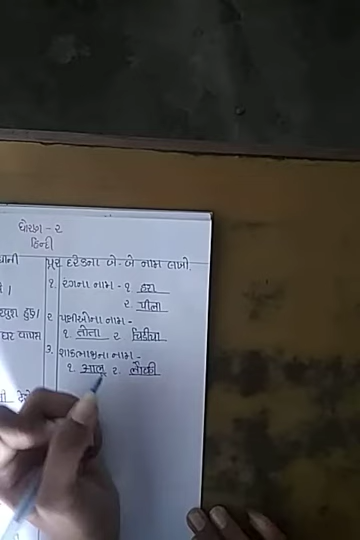 ધોરણ - ૨
હિન્દી
પ્ર૨ દરેકના બે-બે નામ લખો.
૧. રંગના નામ - ૧ हरा
૨. पीला
૨ પક્ષીઓના નામ -
૧. तोता ૨. चिडीया
૩. શાકભાજીના નામ -
૧. आलू ૨. लौकी